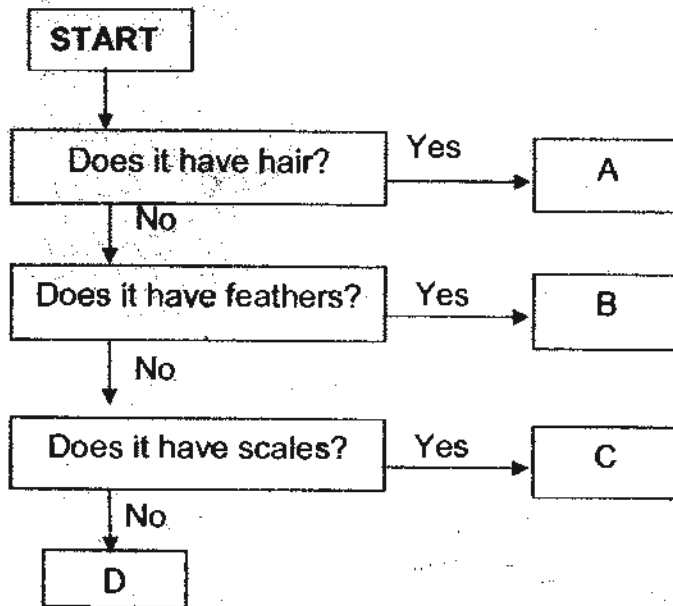 START
Does it have hair?
Yes
A
No
Does it have feathers?
Yes
B
No
Does it have scales?
Yes
C
No
D